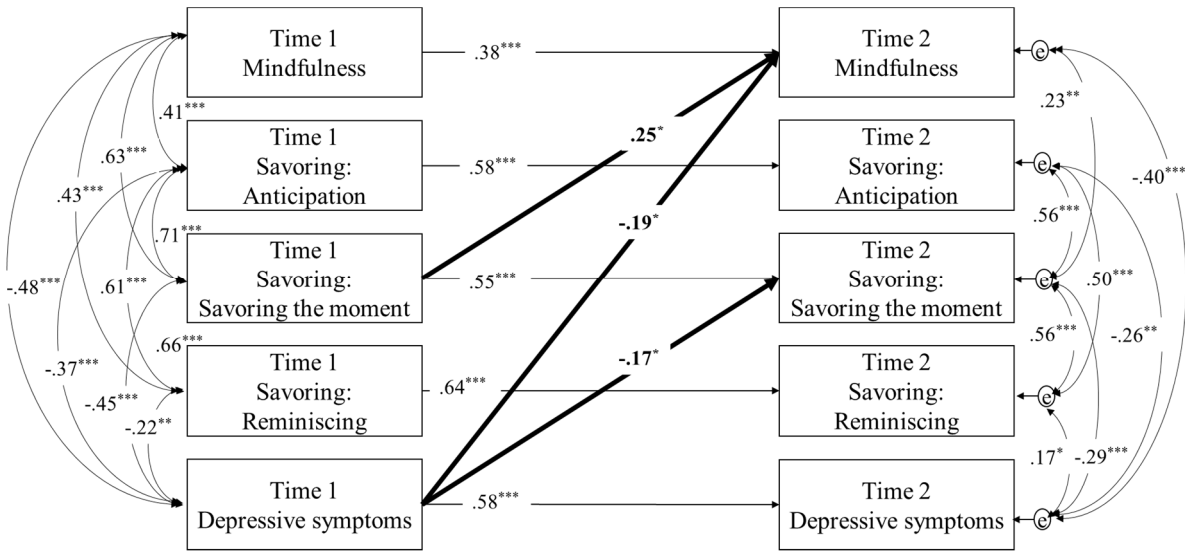 Time 1
Mindfulness
.38***
Time 2
Mindfulness
e
.23**
.41***
Time 1
Savoring:
Anticipation
.58***
.25*
Time 2
Savoring:
Anticipation
e
-.40***
.63***
.43***
.56***
-.19*
.71***
Time 1
Savoring:
Savoring the moment
.55***
Time 2
Savoring:
Savoring the moment
e
.50***
-.48***
.61***
.56***
-.26**
.66***
-.17*
-.37***
Time 1
Savoring:
Reminiscing
.64***
Time 2
Savoring:
Reminiscing
e
-.45***
-.22**
.17*
-.29***
Time 1
Depressive symptoms
.58***
Time 2
Depressive symptoms
e